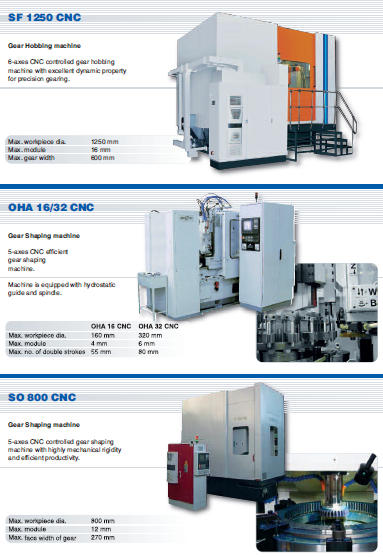 SF 1250 CNC
Gear Hobbing machine
6-axes CNC controlled gear hobbing
machine with excellent dynamic property
for precision gearing.
Max. workpiece dia. 1250 mm
Max. module 16 mm
Max. gear width 600 mm
OHA 16/32 CNC
Gear Shaping machine
5-axes CNC efficient
gear shaping
machine.
Machine is equipped with hydrostatic
guide and spindle.
OHA 16 CNC OHA 32 CNC
Max. workpiece dia. 160 mm 320 mm
Max. module 4 mm 6 mm
Max. no. of double strokes 55 mm 80 mm
SO 800 CNC
Gear Shaping machine
5-axes CNC controlled gear shaping
machine with highly mechanical rigidity
and efficient productivity.
Max. workpiece dia. 800 mm
Max. module 12 mm
Max. face width of gear 270 mm